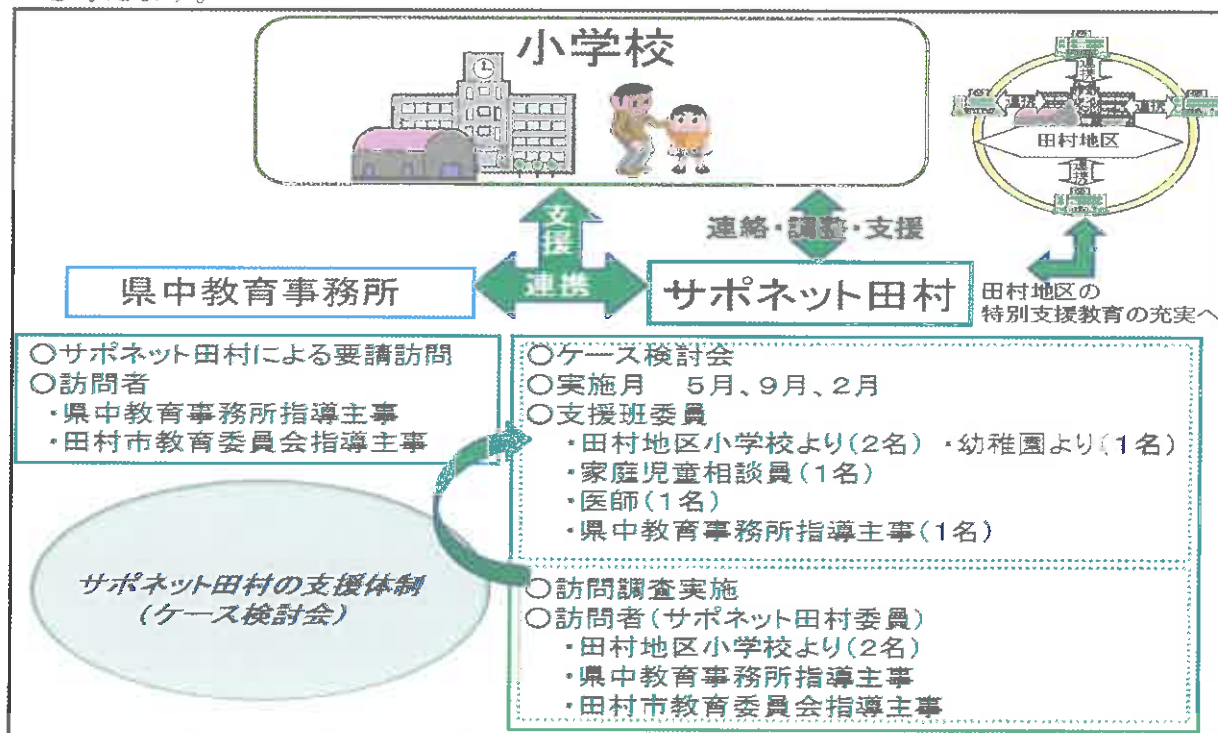 小学校
連携
連携
連携
田村地区
連携
支援
連絡・調整・支援
県中教育事務所
連携
サポネット田村
田村地区の
特別支援教育の充実へ
○サポネット田村による要請訪問
○訪問者
・県中教育事務所指導主事
・田村市教育委員会指導主事
○ケース検討会
○実施月 5月、9月、2月
○支援班委員
・田村地区小学校より(2名) ・幼稚園より(1名)
・家庭児童相談員(1名)
・医師(1名)
・県中教育事務所指導主事(1名)
サポネット田村の支援体制
(ケース検討会)
○訪問調査実施
○訪問者(サポネット田村委員)
・田村地区小学校より(2名)
・県中教育事務所指導主事
・田村市教育委員会指導主事